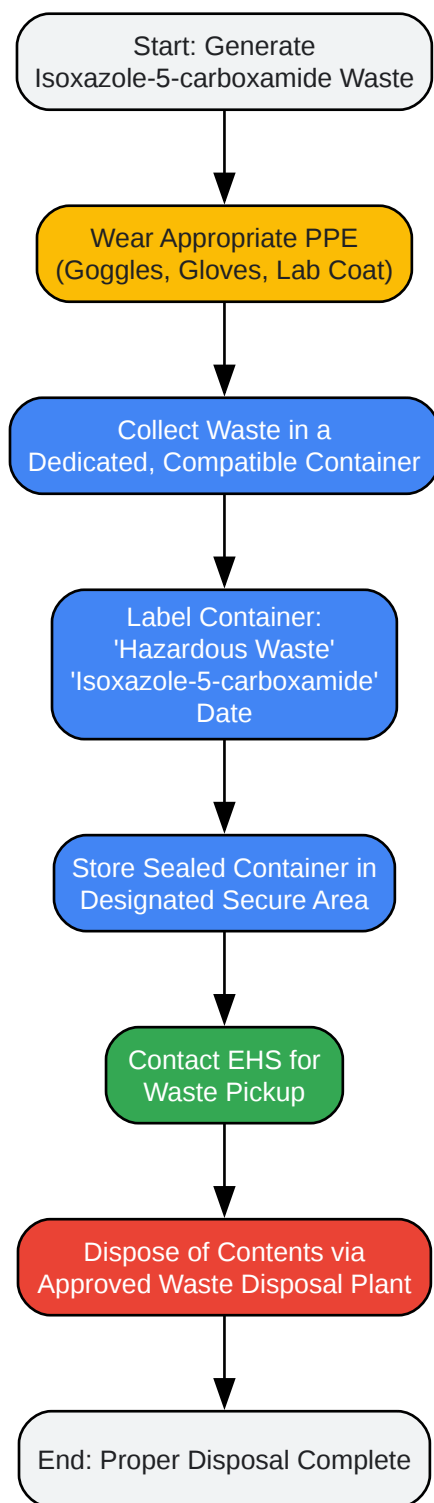 Start: Generate
Isoxazole-5-carboxamide Waste
Wear Appropriate PPE
(Goggles, Gloves, Lab Coat)
Collect Waste in a
Dedicated, Compatible Container
Label Container:
'Hazardous Waste'
'Isoxazole-5-carboxamide'
Date
Store Sealed Container in
Designated Secure Area
Contact EHS for
Waste Pickup
Dispose of Contents via
Approved Waste Disposal Plant
End: Proper Disposal Complete